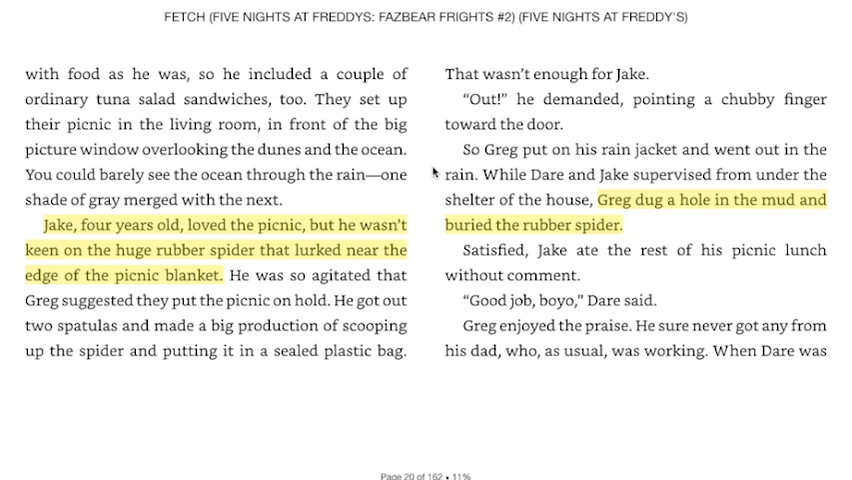 FETCH (FIVE NIGHTS AT FREDDYS: FAZBEAR FRIGHTS #2) (FIVE NIGHTS AT FREDDY'S)
with food as he was, so he included a couple of
ordinary tuna salad sandwiches, too. They set up
their picnic in the living room, in front of the big
picture window overlooking the dunes and the ocean.
You could barely see the ocean through the rain—one
shade of gray merged with the next.
Jake, four years old, loved the picnic, but he wasn't
keen on the huge rubber spider that lurked near the
edge of the picnic blanket. He was so agitated that
Greg suggested they put the picnic on hold. He got out
two spatulas and made a big production of scooping
up the spider and putting it in a sealed plastic bag.
That wasn't enough for Jake.
“Out!” he demanded, pointing a chubby finger
toward the door.
So Greg put on his rain jacket and went out in the
rain. While Dare and Jake supervised from under the
shelter of the house, Greg dug a hole in the mud and
buried the rubber spider.
Satisfied, Jake ate the rest of his picnic lunch
without comment.
“Good job, boyo,” Dare said.
Greg enjoyed the praise. He sure never got any from
his dad, who, as usual, was working. When Dare was
Page 20 of 162 • 11%